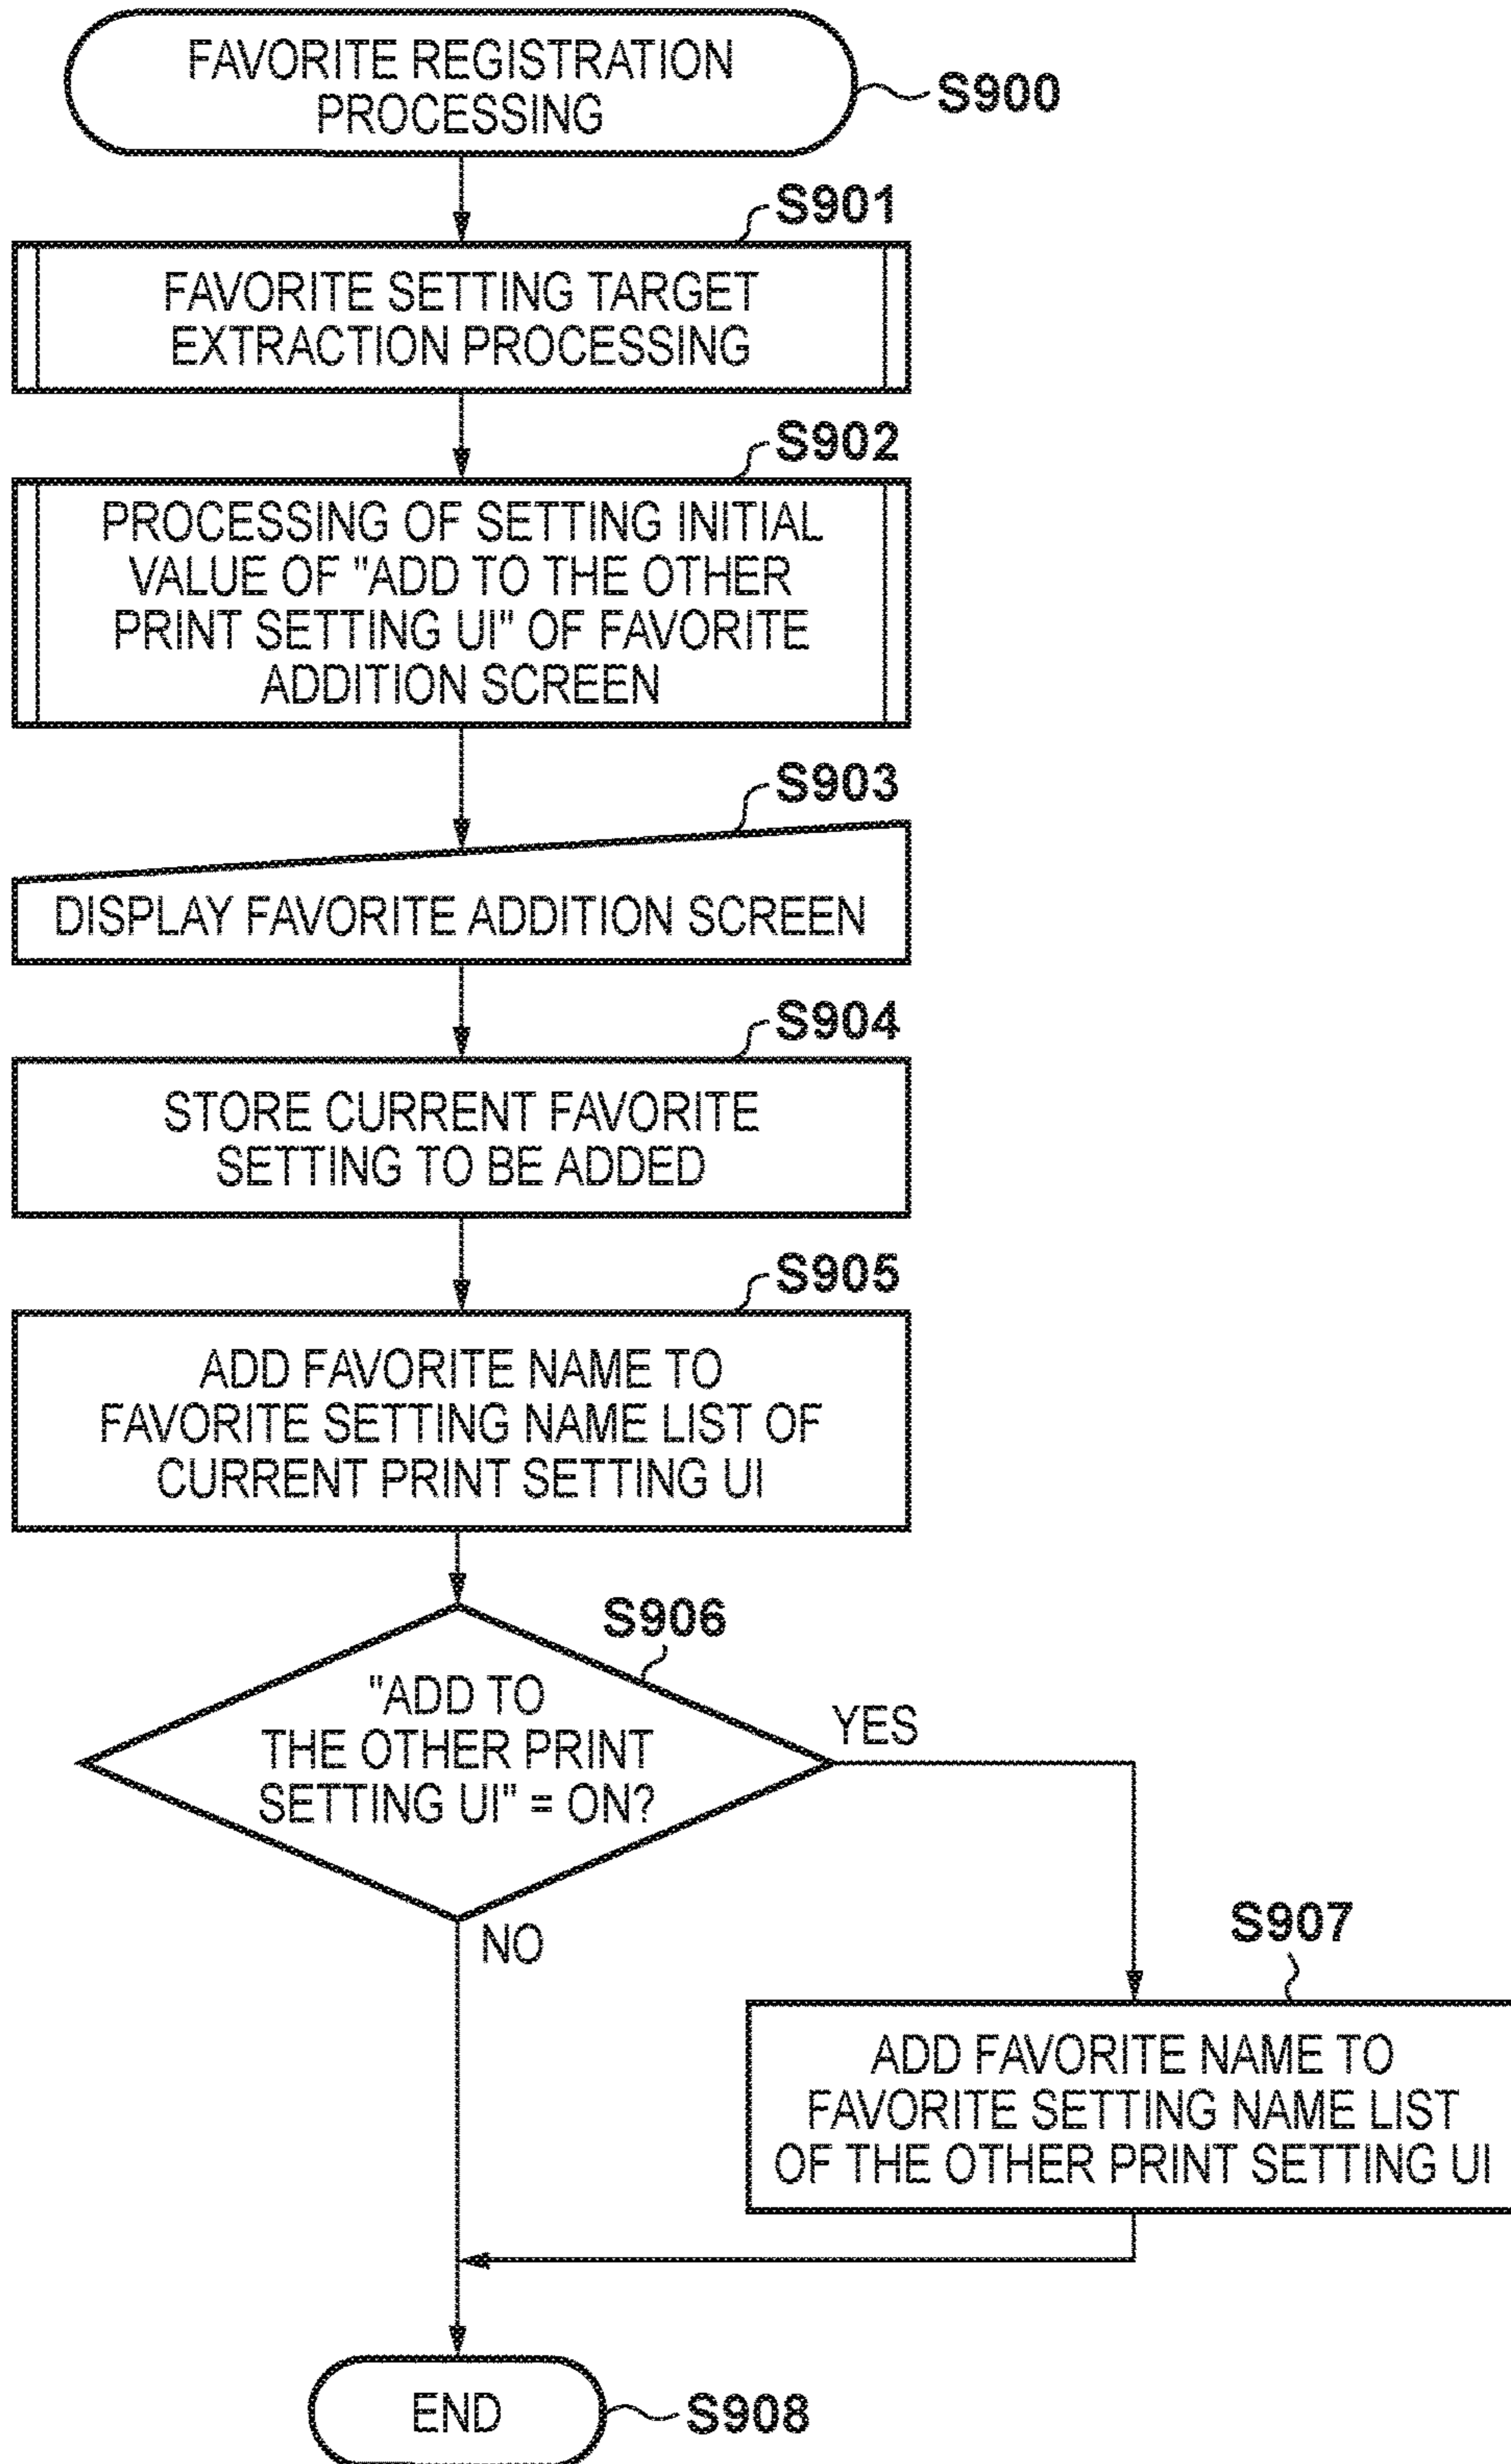 FAVORITE REGISTRATION
PROCESSING
S900
S901
FAVORITE SETTING TARGET
EXTRACTION PROCESSING
S902
PROCESSING OF SETTING INITIAL
VALUE OF "ADD TO THE OTHER
PRINT SETTING UI" OF FAVORITE
ADDITION SCREEN
S903
DISPLAY FAVORITE ADDITION SCREEN
S904
STORE CURRENT FAVORITE
SETTING TO BE ADDED
S905
ADD FAVORITE NAME TO
FAVORITE SETTING NAME LIST OF
CURRENT PRINT SETTING UI
S906
"ADD TO
THE OTHER PRINT
SETTING UI" = ON?
YES
NO
S907
ADD FAVORITE NAME TO
FAVORITE SETTING NAME LIST
OF THE OTHER PRINT SETTING UI
END
S908